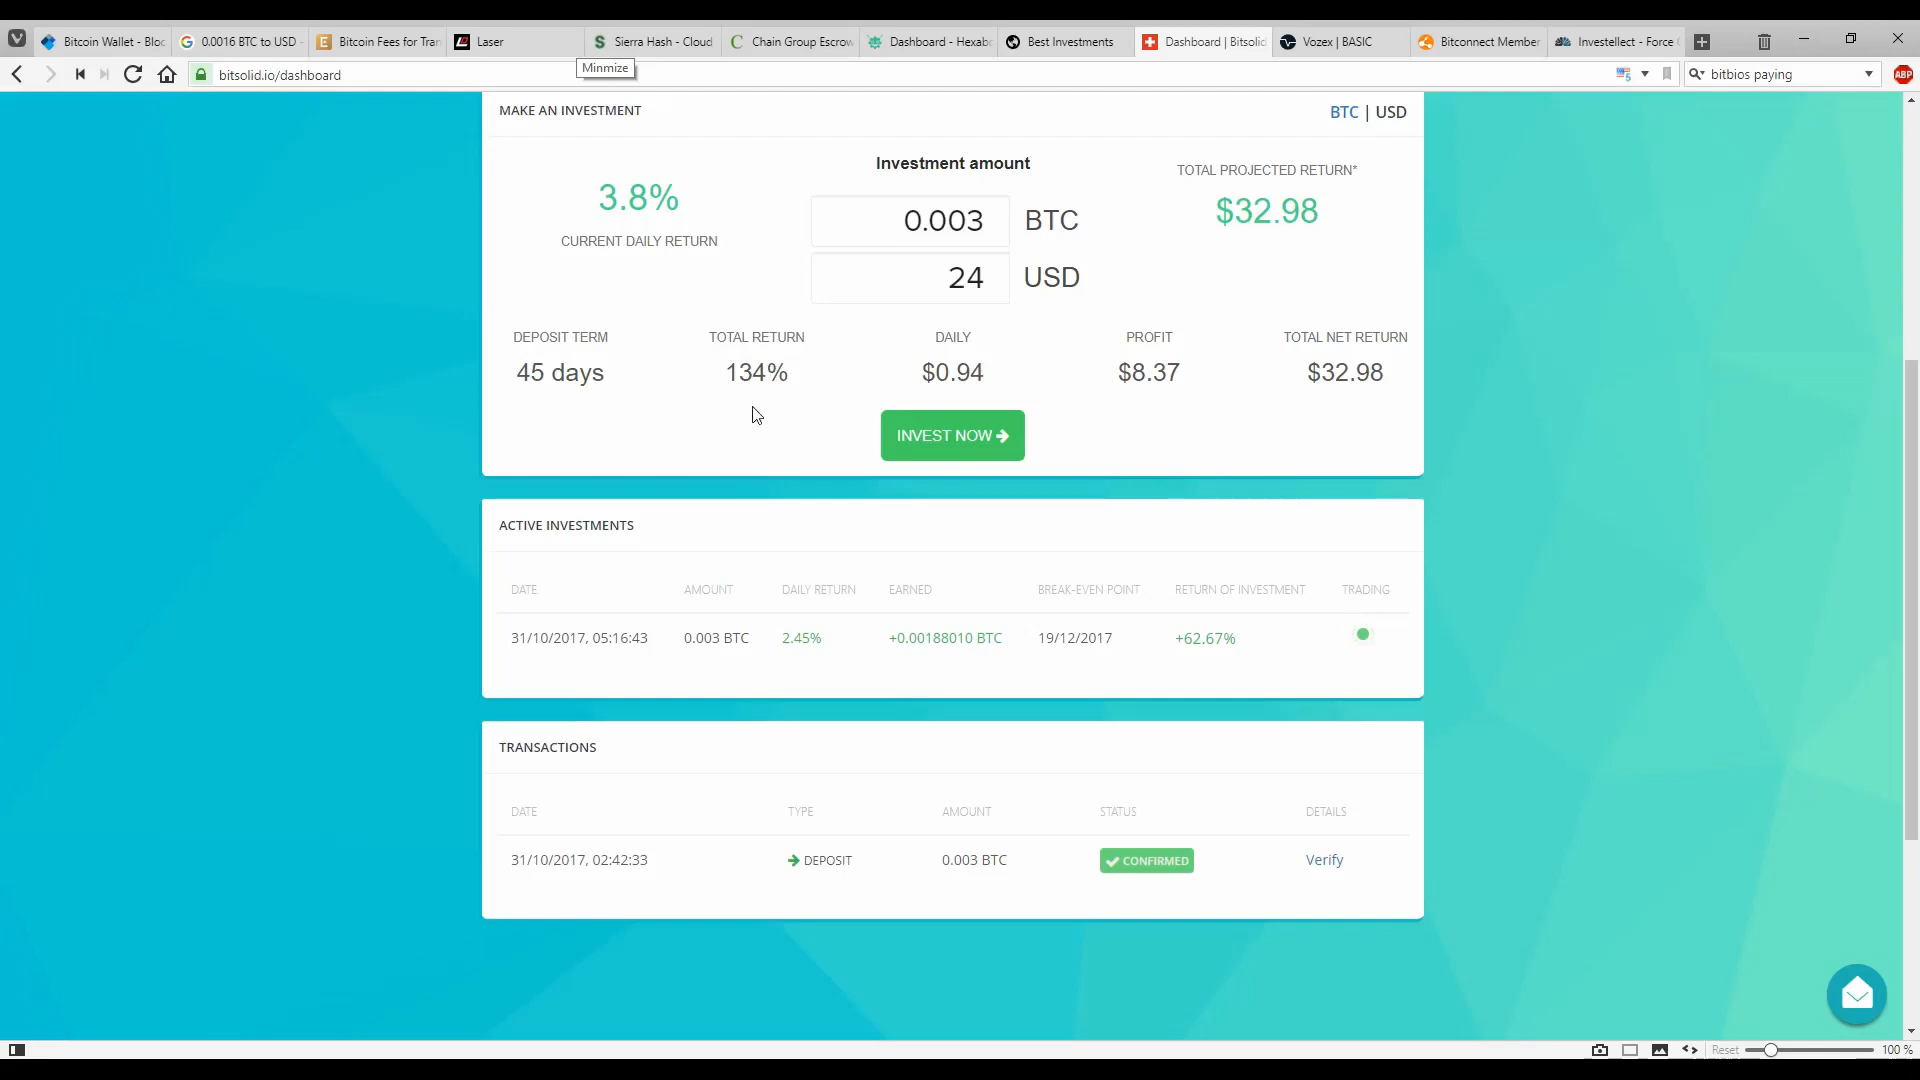 Bitcoin Wallet - Bloc
0.0016 BTC to USD -
Bitcoin Fees for Tran
Laser
Sierra Hash - Cloud
Chain Group Escrow
Dashboard - Hexabo
Best Investments
Dashboard | Bitsolid
Vozex | BASIC
Bitconnect Member
Investellect - Force
Minmize
bitsolid.io/dashboard
bitbios paying
ABP
MAKE AN INVESTMENT
BTC | USD
Investment amount
TOTAL PROJECTED RETURN*
3.8%
$32.98
0.003 BTC
CURRENT DAILY RETURN
24 USD
DEPOSIT TERM TOTAL RETURN DAILY PROFIT TOTAL NET RETURN
45 days 134% $0.94 $8.37 $32.98
INVEST NOW
ACTIVE INVESTMENTS
DATE AMOUNT DAILY RETURN EARNED BREAK-EVEN POINT RETURN OF INVESTMENT TRADING
31/10/2017, 05:16:43 0.003 BTC 2.45% +0.00188010 BTC 19/12/2017 +62.67%
TRANSACTIONS
DATE TYPE AMOUNT STATUS DETAILS
31/10/2017, 02:42:33 DEPOSIT 0.003 BTC CONFIRMED Verify
Reset 100 %